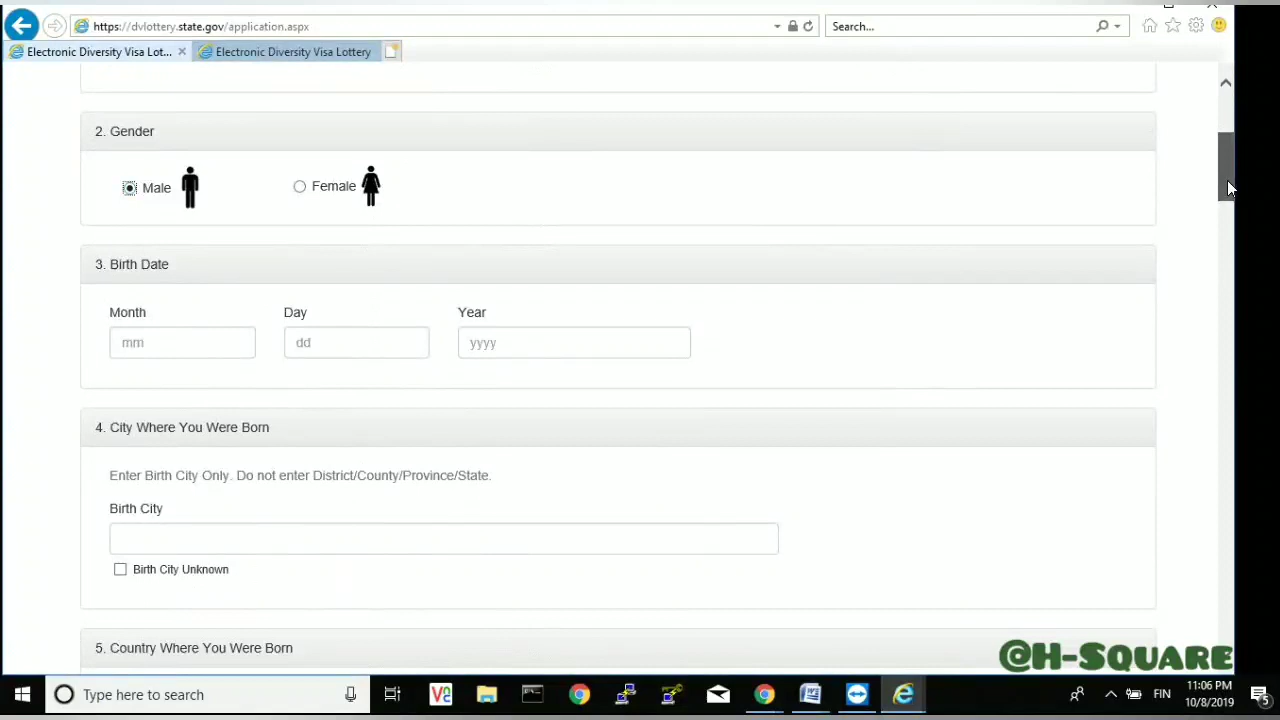 https://dvlottery.state.gov/application.aspx
Search...
Electronic Diversity Visa Lot...
Electronic Diversity Visa Lottery
2. Gender
Male
Female
3. Birth Date
Month Day Year
mm dd yyyy
4. City Where You Were Born
Enter Birth City Only. Do not enter District/County/Province/State.
Birth City
Birth City Unknown
5. Country Where You Were Born
@H-Square
Type here to search
FIN
11:06 PM
10/8/2019
5